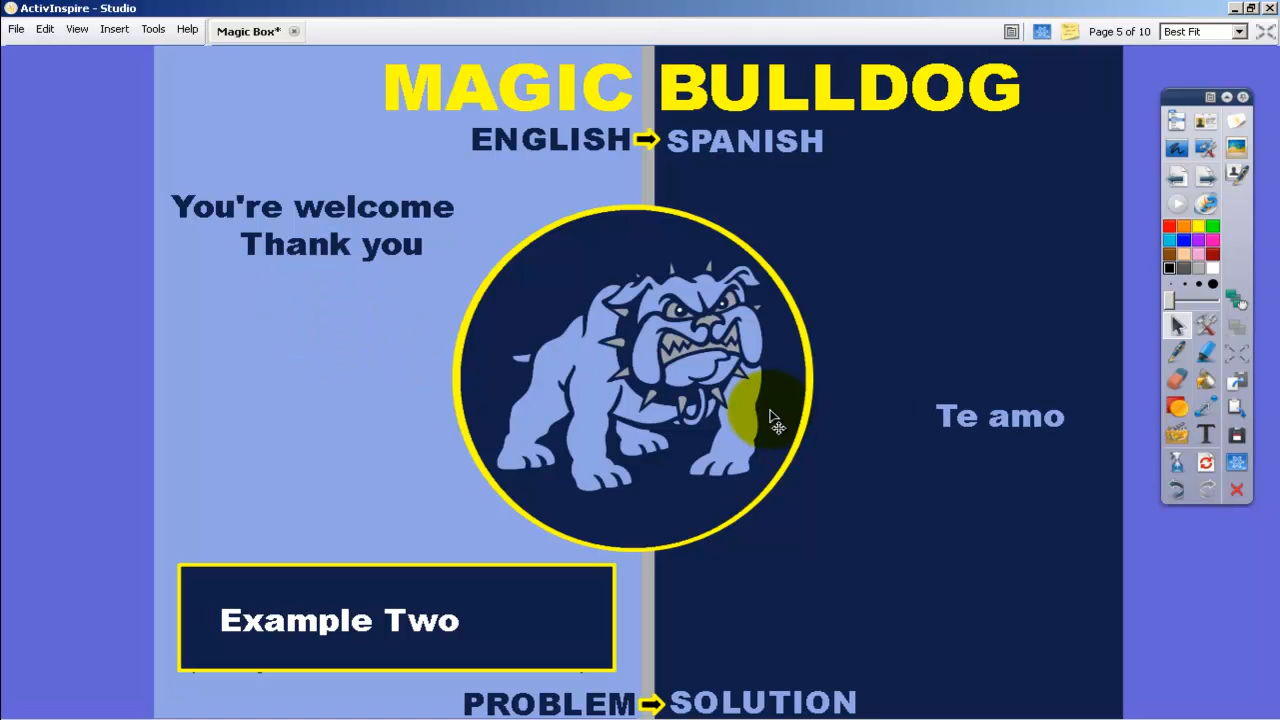 ActivInspire - Studio
File Edit View Insert Tools Help
Magic Box*
Page 5 of 10
Best Fit
MAGIC BULLDOG
ENGLISH SPANISH
You're welcome
Thank you
Te amo
Example Two
PROBLEM SOLUTION